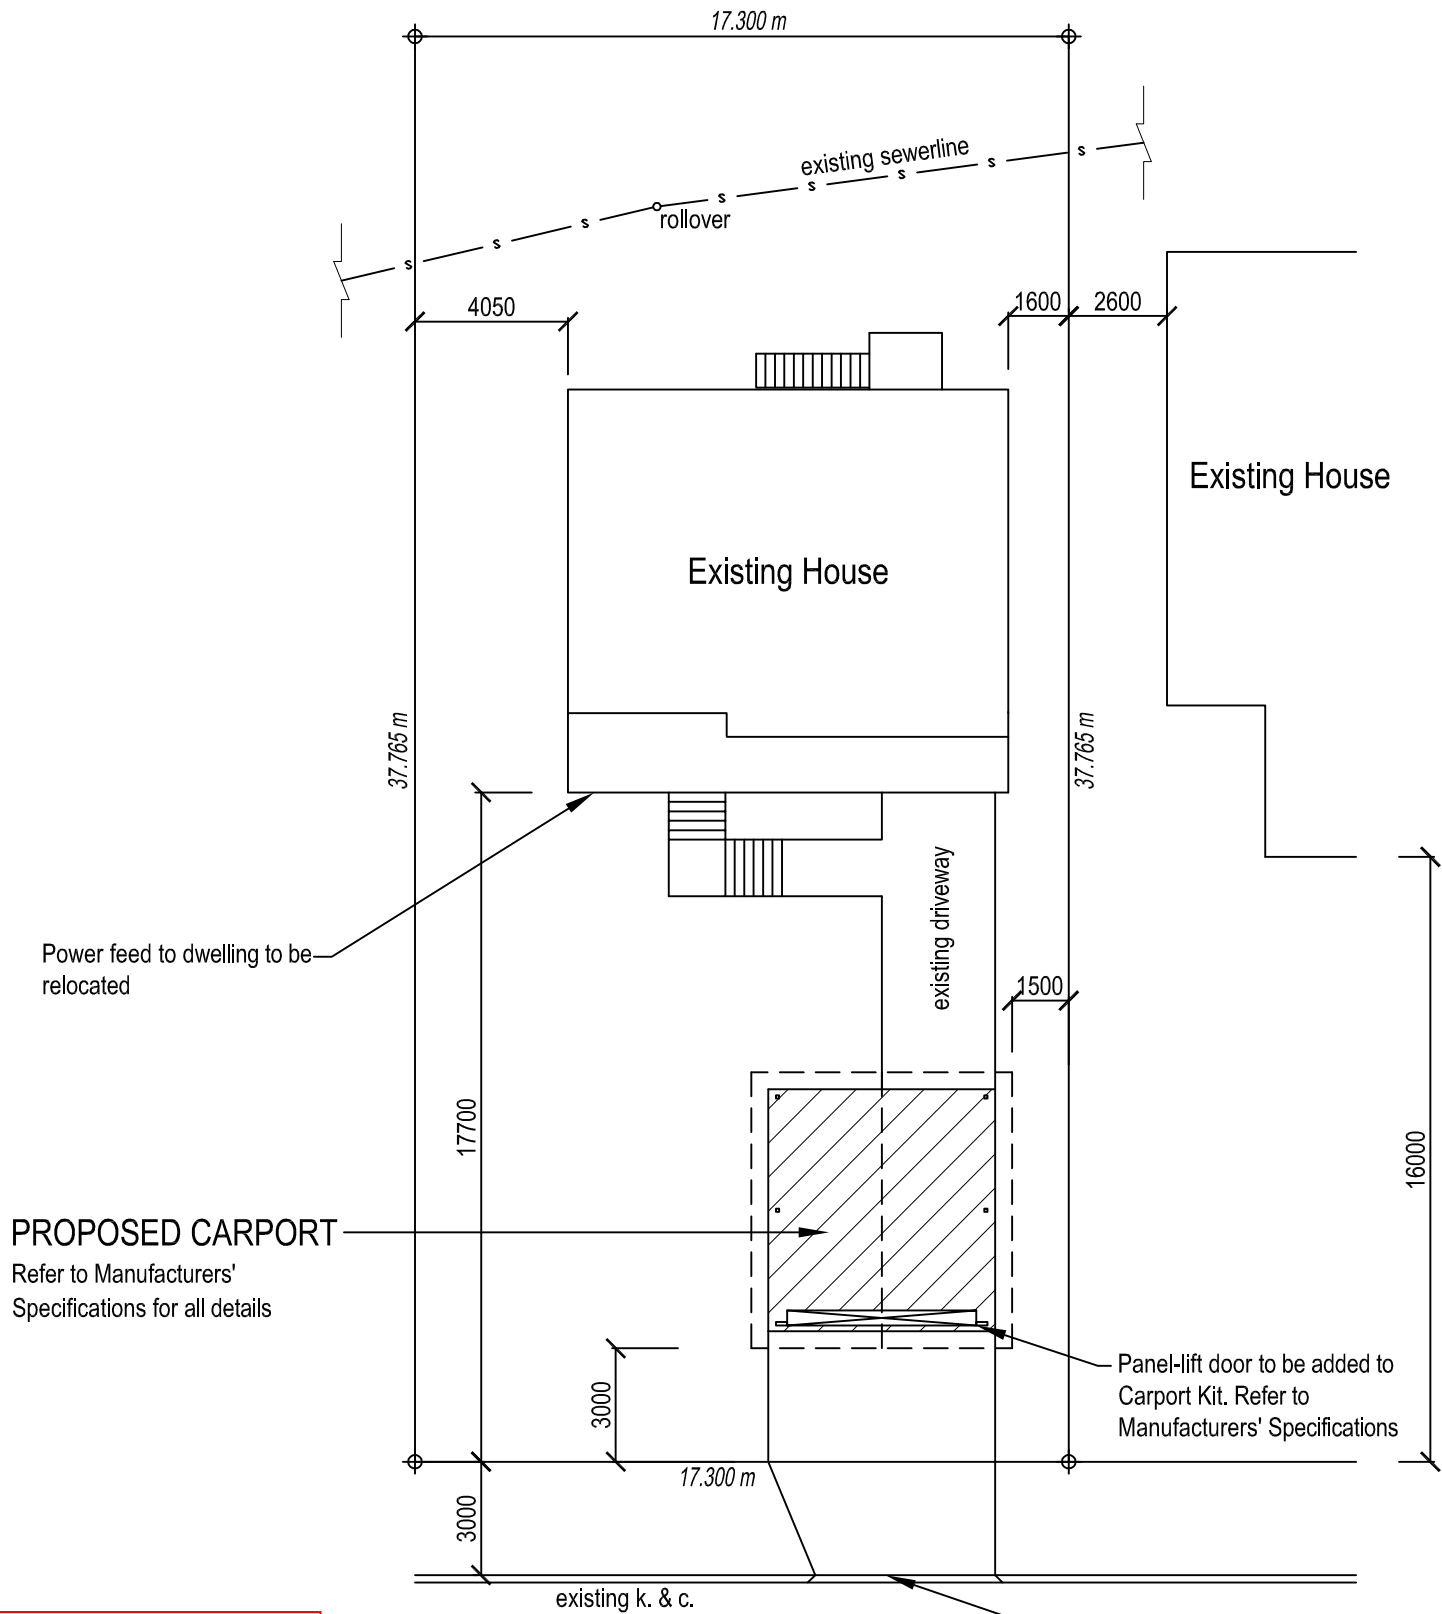 17.300 m
existing sewerline
s s s s s s s s s
rollover
4050
1600
2600
Existing House
Existing House
37.765 m
37.765 m
existing driveway
Power feed to dwelling to be
relocated
1500
17700
16000
PROPOSED CARPORT
Refer to Manufacturers'
Specifications for all details
Panel-lift door to be added to
Carport Kit. Refer to
Manufacturers' Specifications
3000
17.300 m
3000
existing k. & c.